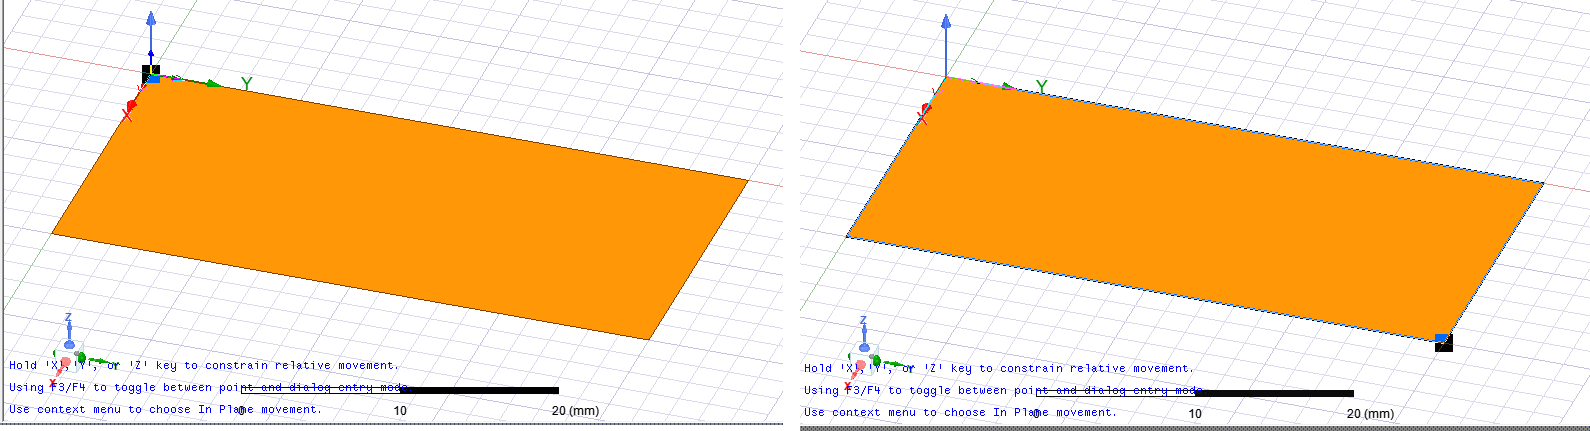 Y
X
Z
X
Y
Hold 'X', 'Y', or 'Z' key to constrain relative movement.
Using F3/F4 to toggle between point and dialog entry mode
Use context menu to choose In Plane movement.
0
10
20 (mm)
Y
X
Z
X
Hold 'X', 'Y', or 'Z' key to constrain relative movement.
Using F3/F4 to toggle between point and dialog entry mode
Use context menu to choose In Plane movement.
0
10
20 (mm)